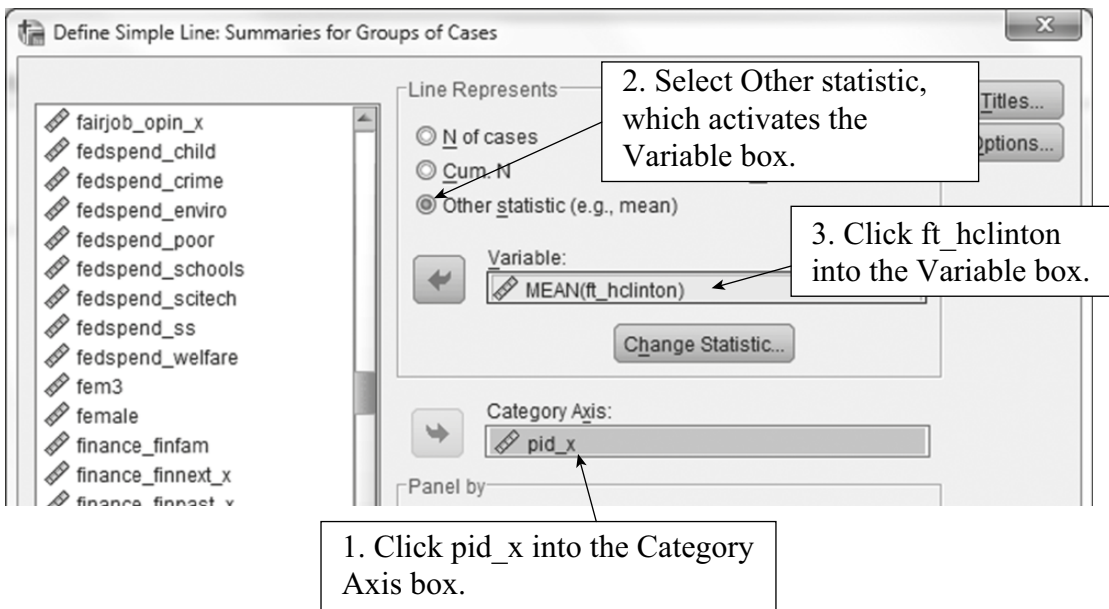 Define Simple Line: Summaries for Groups of Cases
x
fairjob_opin_x
fedspend_child
fedspend_crime
fedspend_enviro
fedspend_poor
fedspend_schools
fedspend_scitech
fedspend_ss
fedspend_welfare
fem3
female
finance_finfam
finance_finnext_x
finance_finpast_x
Line Represents
N of cases
Cum. N
Other statistic (e.g., mean)
Variable:
MEAN(ft_hclinton)
Change Statistic...
Category Axis:
pid_x
Panel by
Titles...
Options...
2. Select Other statistic,
which activates the
Variable box.
3. Click ft_hclinton
into the Variable box.
1. Click pid_x into the Category
Axis box.